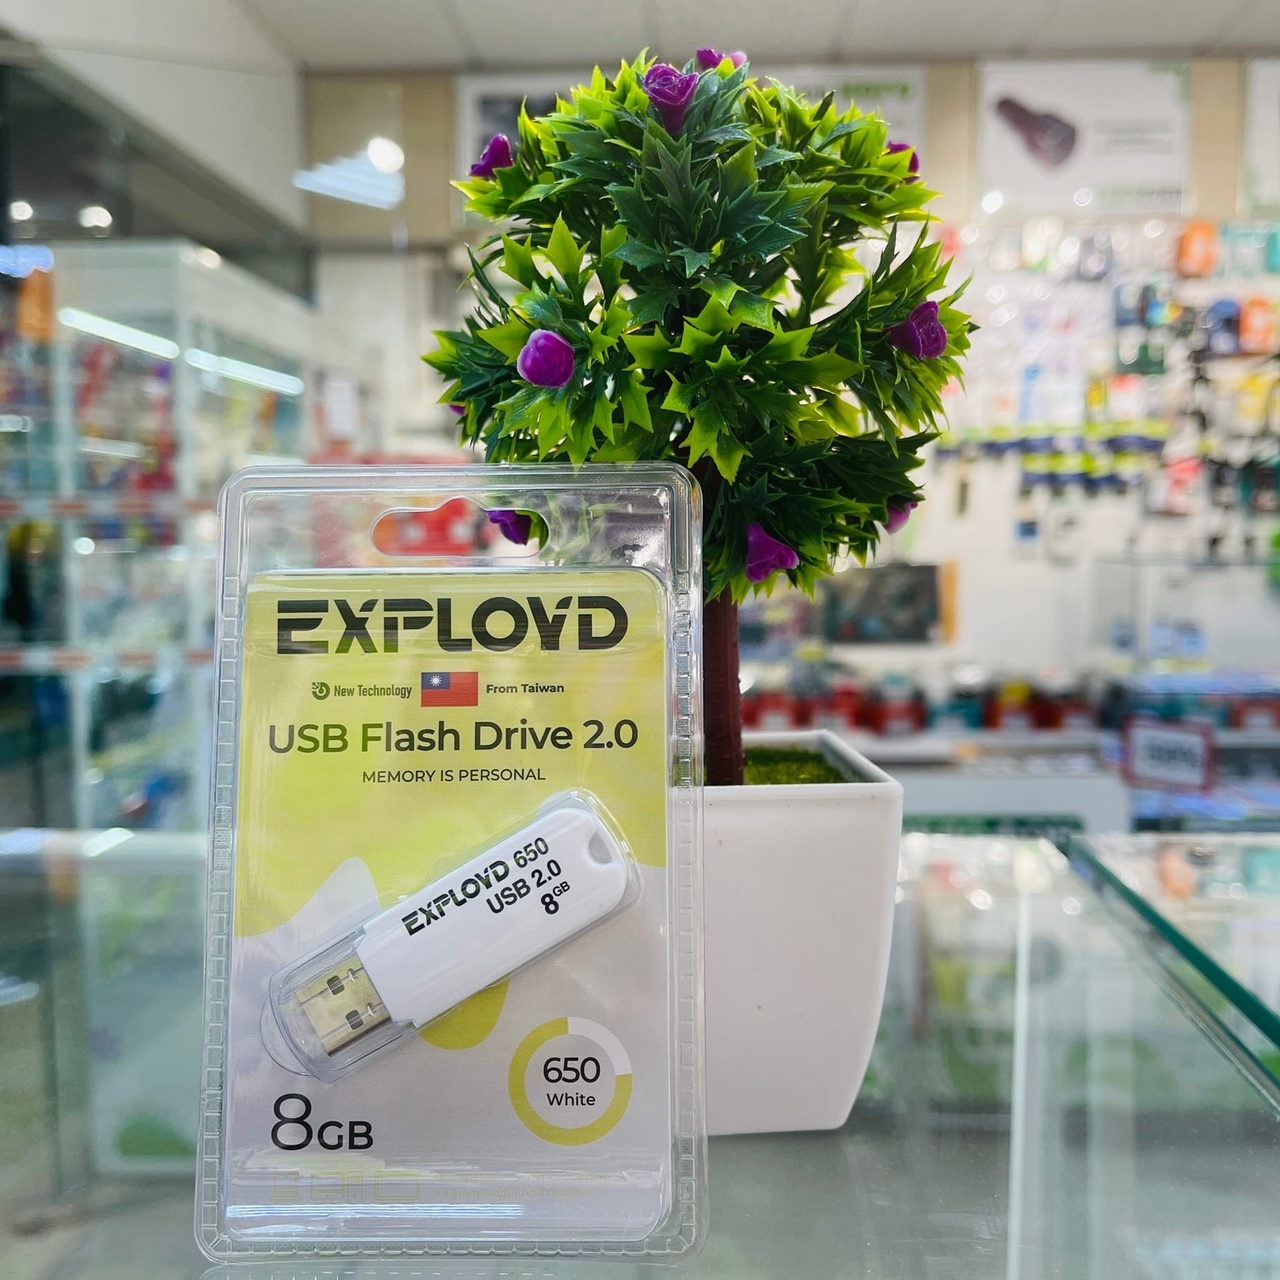 EXPLOYD
New Technology
From Taiwan
USB Flash Drive 2.0
MEMORY IS PERSONAL
EXPLOYD 650
USB 2.0
8GB
650
White
8GB